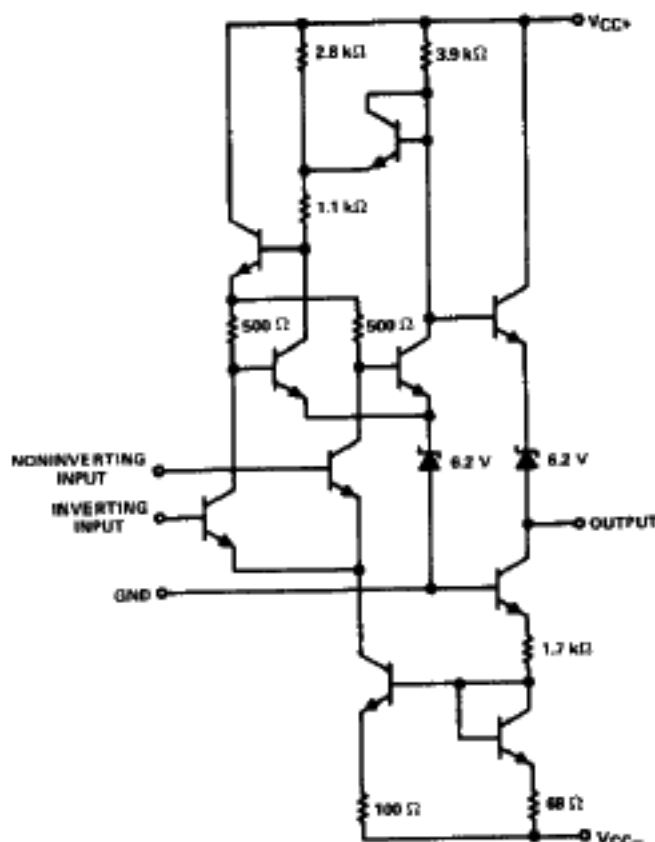 VCC+
2.8 kΩ
3.9 kΩ
1.1 kΩ
500 Ω
500 Ω
NONINVERTING
INPUT
6.2 V
6.2 V
INVERTING
INPUT
OUTPUT
GND
1.7 kΩ
100 Ω
68 Ω
VCC−